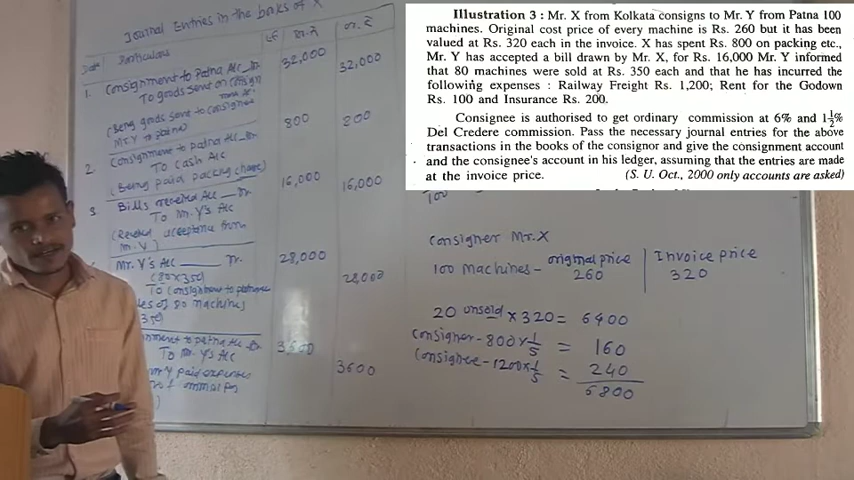 Journal Entries in the books of X
Date Particulars L.F Dr.X Cr.X
1. Consignment to Patna A/c Dr. 32,000
To goods sent on consign 32,000
(Being goods sent to consignee
Mr.Y to patna)
2. Consignment to patna A/c Dr 800
To Cash A/c 800
(Being paid packing charge)
3. Bills received A/c Dr. 16,000
To Mr. Y's A/c 16,000
(Received acceptance from
Mr. Y)
Mr. Y's A/c Dr. 28,000
(80x350)
To Consignment to patna 28,000
les of 80 machines
350)
nment to patna A/c Dr. 3600
To Mr. Y's A/c 3600
Mr Y paid expenses
Illustration 3 : Mr. X from Kolkata consigns to Mr. Y from Patna 100
machines. Original cost price of every machine is Rs. 260 but it has been
valued at Rs. 320 each in the invoice. X has spent Rs. 800 on packing etc.,
Mr. Y has accepted a bill drawn by Mr. X, for Rs. 16,000 Mr. Y informed
that 80 machines were sold at Rs. 350 each and that he has incurred the
following expenses : Railway Freight Rs. 1,200; Rent for the Godown
Rs. 100 and Insurance Rs. 200.
Consignee is authorised to get ordinary commission at 6% and 1½%
Del Credere commission. Pass the necessary journal entries for the above
transactions in the books of the consignor and give the consignment account
and the consignee's account in his ledger, assuming that the entries are made
at the invoice price. (S. U. Oct., 2000 only accounts are asked)
100
Consigner Mr.X
100 Machines - original price Invoice price
260 320
20 unsold x 320 = 6400
Consigner - 800 x 1/5 = 160
Consignee - 1200 x 1/5 = 240
6800